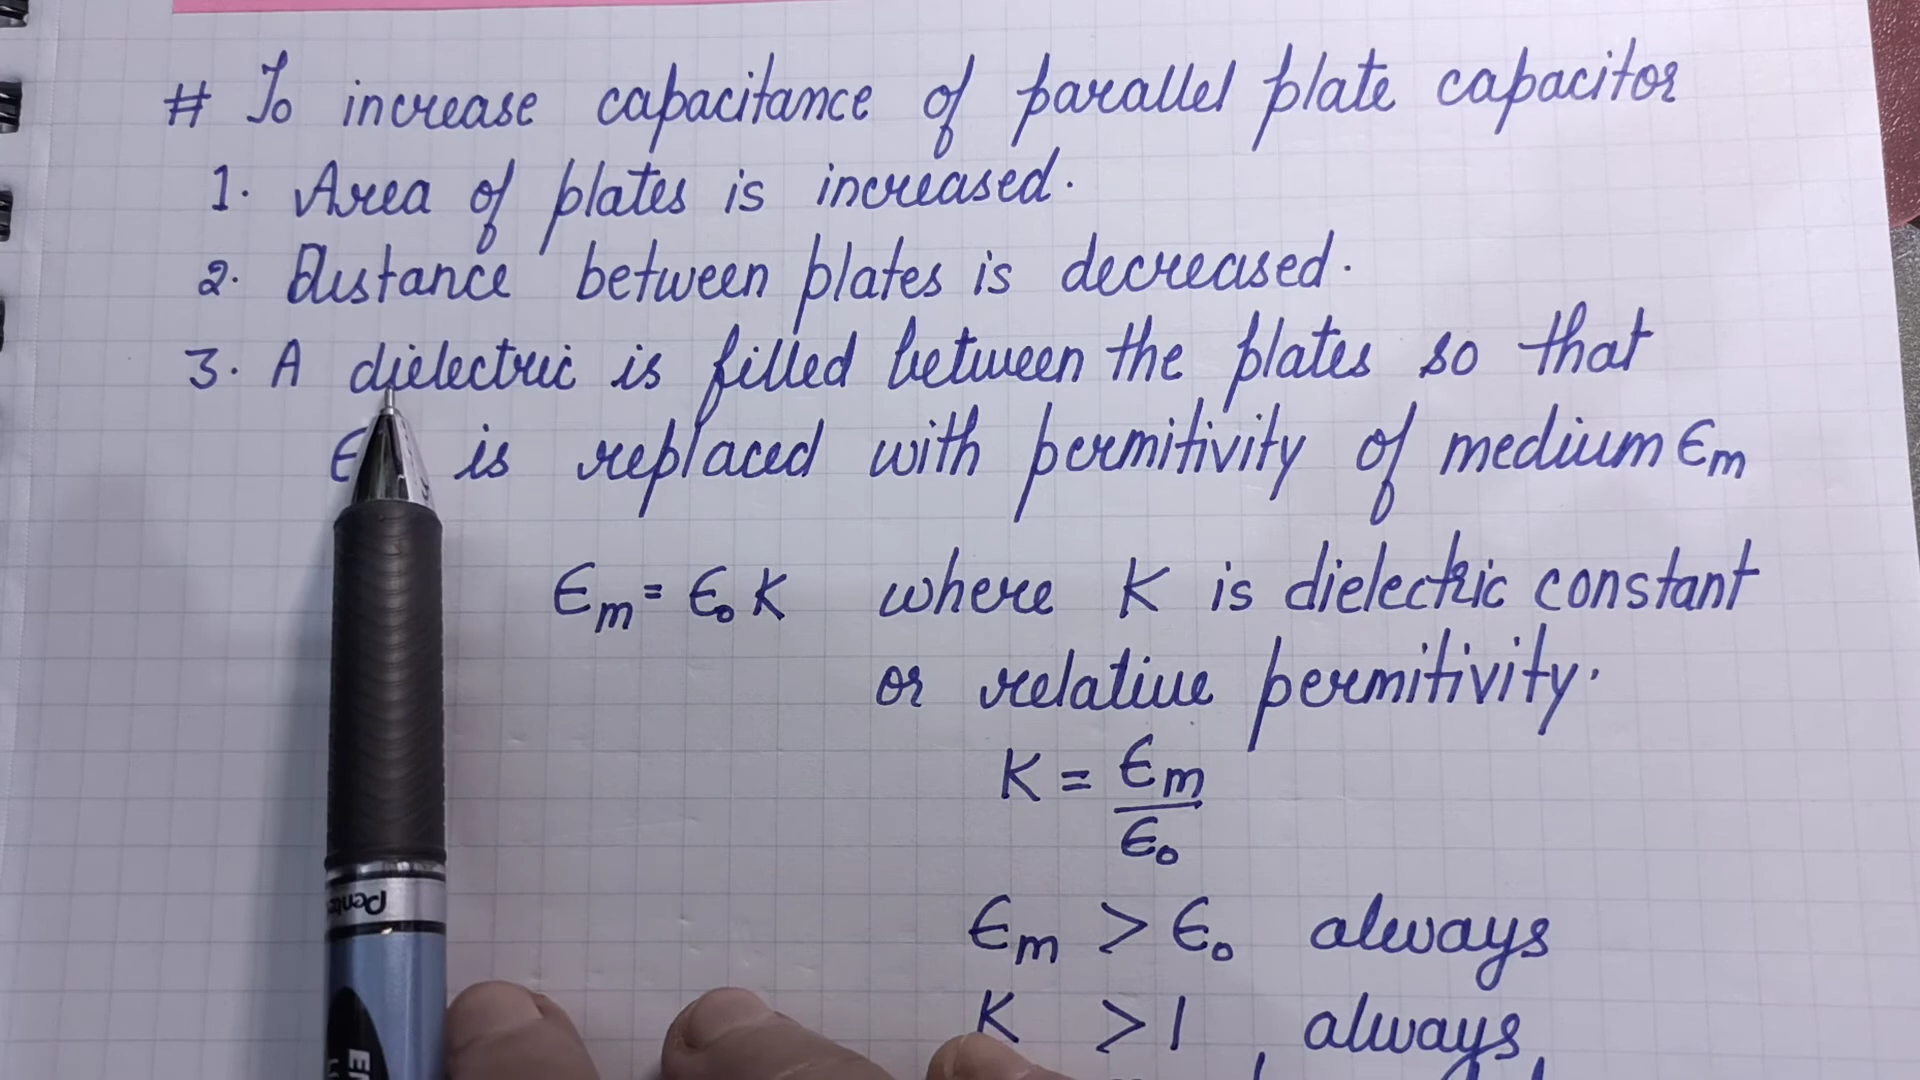 # To increase capacitance of parallel plate capacitor
1. Area of plates is increased.
2. Distance between plates is decreased.
3. A dielectric is filled between the plates so that
ϵ is replaced with permitivity of medium ϵm
ϵm = ϵ₀ K where K is dielectric constant
or relative permitivity.
K = ϵm
ϵ₀
ϵm > ϵ₀ always
K > 1 , always